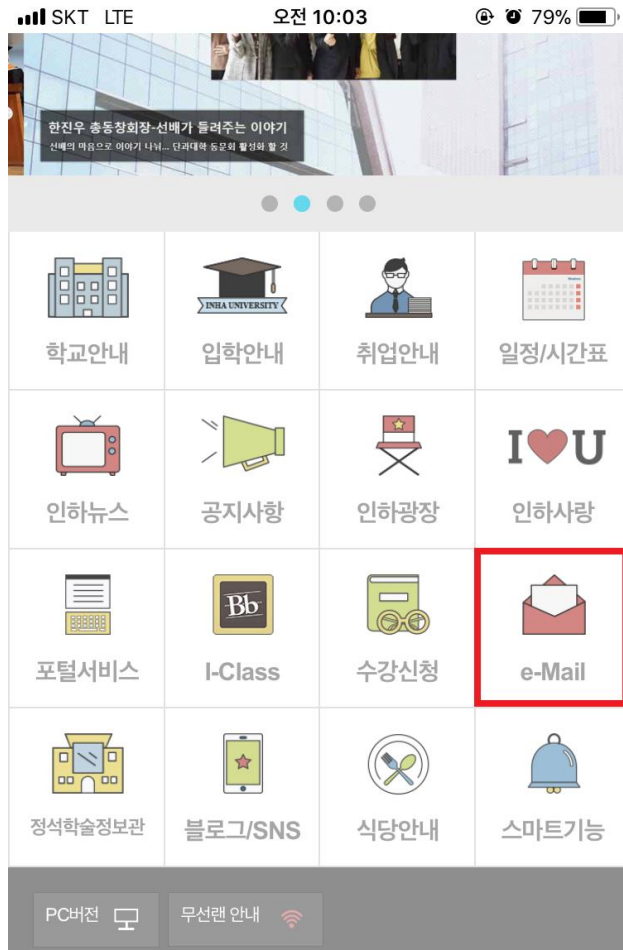 SKT LTE 오전 10:03 79%
한진우 총동창회장-선배가 들려주는 이야기
선배의 마음으로 이야기 나눠... 단과대학 동문회 활성화 할 것
INHA UNIVERSITY
학교안내 입학안내 취업안내 일정/시간표
I U
인하뉴스 공지사항 인하광장 인하사랑
Bb
포털서비스 I-Class 수강신청 e-Mail
정석학술정보관 블로그/SNS 식당안내 스마트기능
PC버전 무선랜 안내